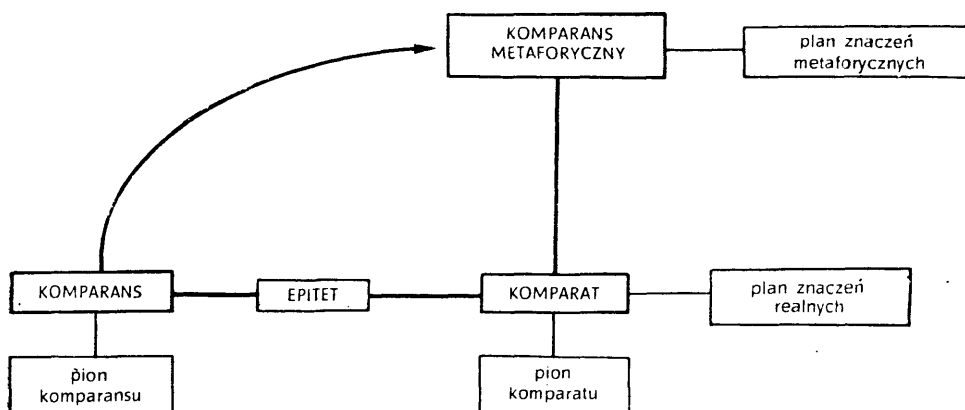 KOMPARANS
METAFORYCZNY
plan znaczeń
metaforycznych
KOMPARANS
EPITET
KOMPARAT
plan znaczeń
realnych
pion
komparansu
pion
komparatu